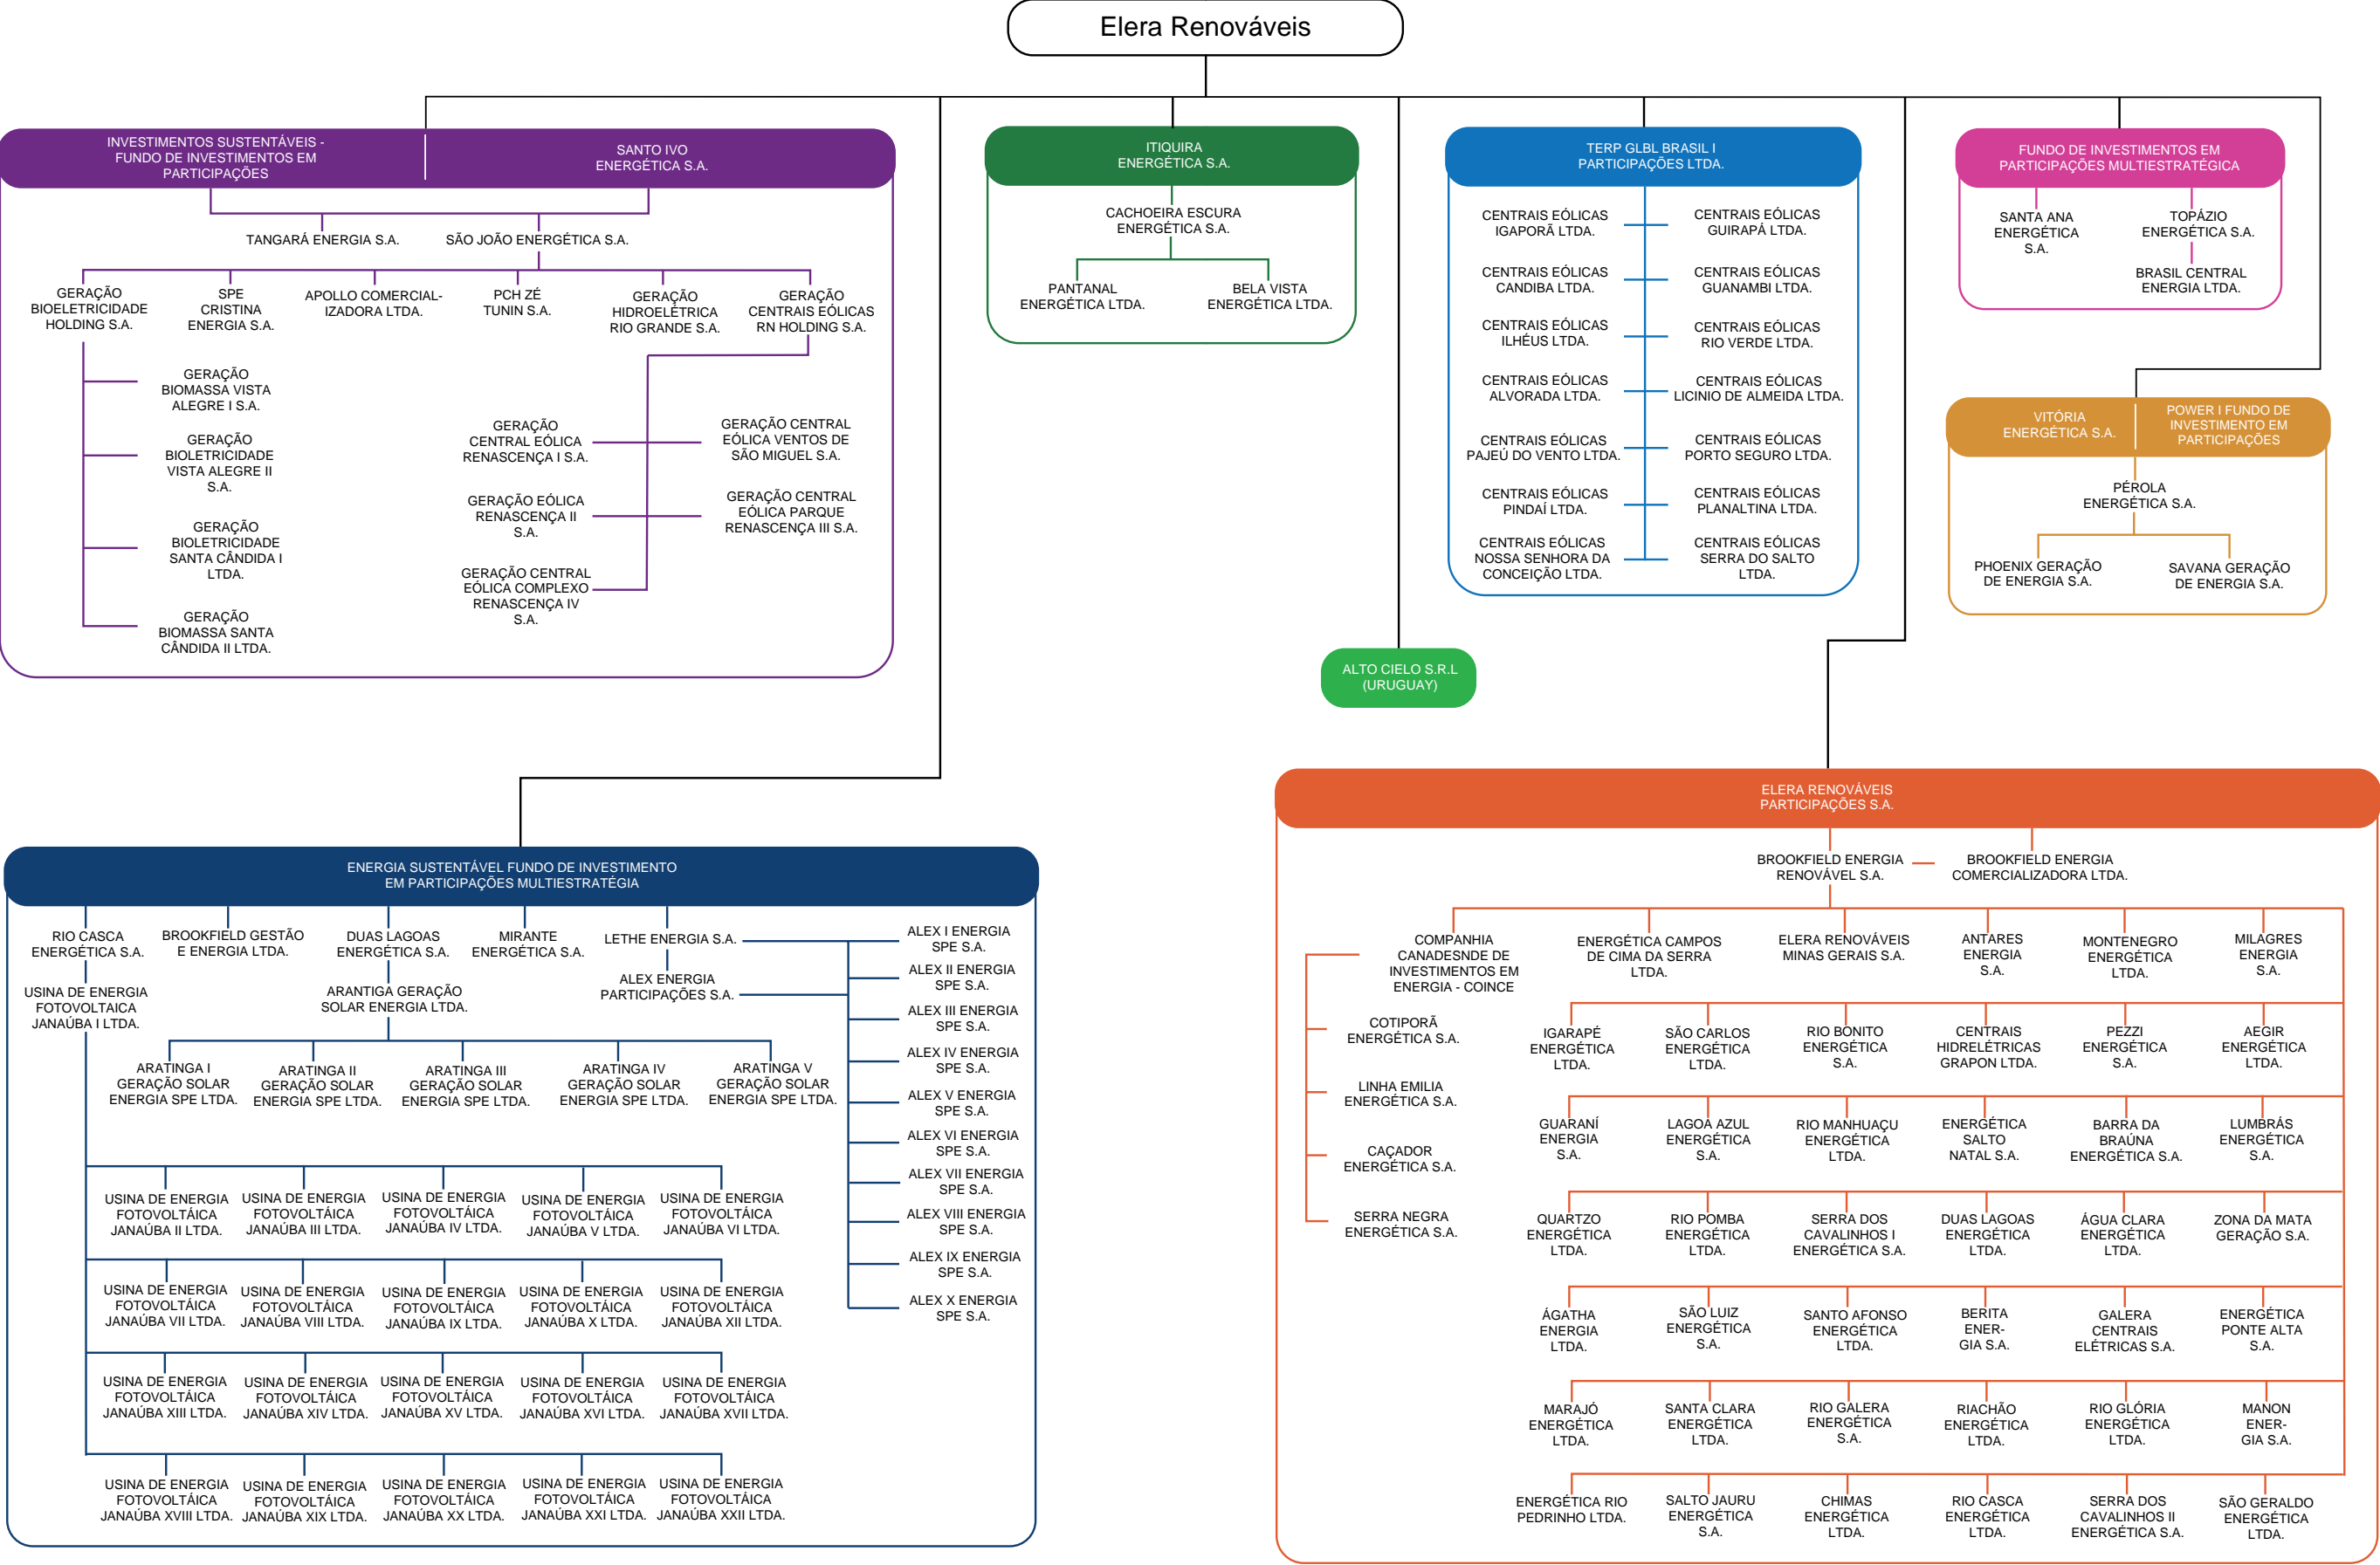 Elera Renováveis
INVESTIMENTOS SUSTENTÁVEIS -
FUNDO DE INVESTIMENTOS EM
PARTICIPAÇÕES
SANTO IVO
ENERGÉTICA S.A.
TANGARÁ ENERGIA S.A.
SÃO JOÃO ENERGÉTICA S.A.
GERAÇÃO
BIOELETRICIDADE
HOLDING S.A.
SPE
CRISTINA
ENERGIA S.A.
APOLLO COMERCIAL-
IZADORA LTDA.
PCH ZÉ
TUNIN S.A.
GERAÇÃO
HIDROELÉTRICA
RIO GRANDE S.A.
GERAÇÃO
CENTRAIS EÓLICAS
RN HOLDING S.A.
GERAÇÃO
BIOMASSA VISTA
ALEGRE I S.A.
GERAÇÃO
BIOLETRICIDADE
VISTA ALEGRE II
S.A.
GERAÇÃO
BIOLETRICIDADE
SANTA CÂNDIDA I
LTDA.
GERAÇÃO
BIOMASSA SANTA
CÂNDIDA II LTDA.
GERAÇÃO
CENTRAL EÓLICA
RENASCENÇA I S.A.
GERAÇÃO CENTRAL
EÓLICA VENTOS DE
SÃO MIGUEL S.A.
GERAÇÃO EÓLICA
RENASCENÇA II
S.A.
GERAÇÃO CENTRAL
EÓLICA PARQUE
RENASCENÇA III S.A.
GERAÇÃO CENTRAL
EÓLICA COMPLEXO
RENASCENÇA IV
S.A.
ITIQUIRA
ENERGÉTICA S.A.
CACHOEIRA ESCURA
ENERGÉTICA S.A.
PANTANAL
ENERGÉTICA LTDA.
BELA VISTA
ENERGÉTICA LTDA.
ALTO CIELO S.R.L
(URUGUAY)
TERP GLBL BRASIL I
PARTICIPAÇÕES LTDA.
CENTRAIS EÓLICAS
IGAPORÃ LTDA.
CENTRAIS EÓLICAS
GUIRAPÁ LTDA.
CENTRAIS EÓLICAS
CANDIBA LTDA.
CENTRAIS EÓLICAS
GUANAMBI LTDA.
CENTRAIS EÓLICAS
ILHÉUS LTDA.
CENTRAIS EÓLICAS
RIO VERDE LTDA.
CENTRAIS EÓLICAS
ALVORADA LTDA.
CENTRAIS EÓLICAS
LICINIO DE ALMEIDA LTDA.
CENTRAIS EÓLICAS
PAJEÚ DO VENTO LTDA.
CENTRAIS EÓLICAS
PORTO SEGURO LTDA.
CENTRAIS EÓLICAS
PINDAÍ LTDA.
CENTRAIS EÓLICAS
PLANALTINA LTDA.
CENTRAIS EÓLICAS
NOSSA SENHORA DA
CONCEIÇÃO LTDA.
CENTRAIS EÓLICAS
SERRA DO SALTO
LTDA.
FUNDO DE INVESTIMENTOS EM
PARTICIPAÇÕES MULTIESTRATÉGICA
SANTA ANA
ENERGÉTICA
S.A.
TOPÁZIO
ENERGÉTICA S.A.
BRASIL CENTRAL
ENERGIA LTDA.
VITÓRIA
ENERGÉTICA S.A.
POWER I FUNDO DE
INVESTIMENTO EM
PARTICIPAÇÕES
PÉROLA
ENERGÉTICA S.A.
PHOENIX GERAÇÃO
DE ENERGIA S.A.
SAVANA GERAÇÃO
DE ENERGIA S.A.
ENERGIA SUSTENTÁVEL FUNDO DE INVESTIMENTO
EM PARTICIPAÇÕES MULTIESTRATÉGIA
RIO CASCA
ENERGÉTICA S.A.
BROOKFIELD GESTÃO
E ENERGIA LTDA.
DUAS LAGOAS
ENERGÉTICA S.A.
MIRANTE
ENERGÉTICA S.A.
LETHE ENERGIA S.A.
USINA DE ENERGIA
FOTOVOLTAICA
JANAÚBA I LTDA.
ARANTIGA GERAÇÃO
SOLAR ENERGIA LTDA.
ALEX ENERGIA
PARTICIPAÇÕES S.A.
ARATINGA I
GERAÇÃO SOLAR
ENERGIA SPE LTDA.
ARATINGA II
GERAÇÃO SOLAR
ENERGIA SPE LTDA.
ARATINGA III
GERAÇÃO SOLAR
ENERGIA SPE LTDA.
ARATINGA IV
GERAÇÃO SOLAR
ENERGIA SPE LTDA.
ARATINGA V
GERAÇÃO SOLAR
ENERGIA SPE LTDA.
ALEX I ENERGIA
SPE S.A.
ALEX II ENERGIA
SPE S.A.
ALEX III ENERGIA
SPE S.A.
ALEX IV ENERGIA
SPE S.A.
ALEX V ENERGIA
SPE S.A.
ALEX VI ENERGIA
SPE S.A.
ALEX VII ENERGIA
SPE S.A.
ALEX VIII ENERGIA
SPE S.A.
ALEX IX ENERGIA
SPE S.A.
ALEX X ENERGIA
SPE S.A.
USINA DE ENERGIA
FOTOVOLTÁICA
JANAÚBA II LTDA.
USINA DE ENERGIA
FOTOVOLTÁICA
JANAÚBA III LTDA.
USINA DE ENERGIA
FOTOVOLTÁICA
JANAÚBA IV LTDA.
USINA DE ENERGIA
FOTOVOLTÁICA
JANAÚBA V LTDA.
USINA DE ENERGIA
FOTOVOLTÁICA
JANAÚBA VI LTDA.
USINA DE ENERGIA
FOTOVOLTÁICA
JANAÚBA VII LTDA.
USINA DE ENERGIA
FOTOVOLTÁICA
JANAÚBA VIII LTDA.
USINA DE ENERGIA
FOTOVOLTÁICA
JANAÚBA IX LTDA.
USINA DE ENERGIA
FOTOVOLTÁICA
JANAÚBA X LTDA.
USINA DE ENERGIA
FOTOVOLTÁICA
JANAÚBA XII LTDA.
USINA DE ENERGIA
FOTOVOLTÁICA
JANAÚBA XIII LTDA.
USINA DE ENERGIA
FOTOVOLTÁICA
JANAÚBA XIV LTDA.
USINA DE ENERGIA
FOTOVOLTÁICA
JANAÚBA XV LTDA.
USINA DE ENERGIA
FOTOVOLTÁICA
JANAÚBA XVI LTDA.
USINA DE ENERGIA
FOTOVOLTÁICA
JANAÚBA XVII LTDA.
USINA DE ENERGIA
FOTOVOLTÁICA
JANAÚBA XVIII LTDA.
USINA DE ENERGIA
FOTOVOLTÁICA
JANAÚBA XIX LTDA.
USINA DE ENERGIA
FOTOVOLTÁICA
JANAÚBA XX LTDA.
USINA DE ENERGIA
FOTOVOLTÁICA
JANAÚBA XXI LTDA.
USINA DE ENERGIA
FOTOVOLTÁICA
JANAÚBA XXII LTDA.
ELERA RENOVÁVEIS
PARTICIPAÇÕES S.A.
BROOKFIELD ENERGIA
RENOVÁVEL S.A.
BROOKFIELD ENERGIA
COMERCIALIZADORA LTDA.
COMPANHIA
CANADESNDE DE
INVESTIMENTOS EM
ENERGIA - COINCE
ENERGÉTICA CAMPOS
DE CIMA DA SERRA
LTDA.
ELERA RENOVÁVEIS
MINAS GERAIS S.A.
ANTARES
ENERGIA
S.A.
MONTENEGRO
ENERGÉTICA
LTDA.
MILAGRES
ENERGIA
S.A.
COTIPORÃ
ENERGÉTICA S.A.
LINHA EMILIA
ENERGÉTICA S.A.
CAÇADOR
ENERGÉTICA S.A.
SERRA NEGRA
ENERGÉTICA S.A.
IGARAPÉ
ENERGÉTICA
LTDA.
SÃO CARLOS
ENERGÉTICA
LTDA.
RIO BONITO
ENERGÉTICA
S.A.
CENTRAIS
HIDRELÉTRICAS
GRAPON LTDA.
PEZZI
ENERGÉTICA
S.A.
AEGIR
ENERGÉTICA
LTDA.
GUARANÍ
ENERGIA
S.A.
LAGOA AZUL
ENERGÉTICA
S.A.
RIO MANHUAÇU
ENERGÉTICA
LTDA.
ENERGÉTICA
SALTO
NATAL S.A.
BARRA DA
BRAÚNA
ENERGÉTICA S.A.
LUMBRÁS
ENERGÉTICA
S.A.
QUARTZO
ENERGÉTICA
LTDA.
RIO POMBA
ENERGÉTICA
LTDA.
SERRA DOS
CAVALINHOS I
ENERGÉTICA S.A.
DUAS LAGOAS
ENERGÉTICA
LTDA.
ÁGUA CLARA
ENERGÉTICA
LTDA.
ZONA DA MATA
GERAÇÃO S.A.
ÁGATHA
ENERGIA
LTDA.
SÃO LUIZ
ENERGÉTICA
S.A.
SANTO AFONSO
ENERGÉTICA
LTDA.
BERITA
ENER-
GIA S.A.
GALERA
CENTRAIS
ELÉTRICAS S.A.
ENERGÉTICA
PONTE ALTA
S.A.
MARAJÓ
ENERGÉTICA
LTDA.
SANTA CLARA
ENERGÉTICA
LTDA.
RIO GALERA
ENERGÉTICA
S.A.
RIACHÃO
ENERGÉTICA
LTDA.
RIO GLÓRIA
ENERGÉTICA
LTDA.
MANON
ENER-
GIA S.A.
ENERGÉTICA RIO
PEDRINHO LTDA.
SALTO JAURU
ENERGÉTICA
S.A.
CHIMAS
ENERGÉTICA
LTDA.
RIO CASCA
ENERGÉTICA
LTDA.
SERRA DOS
CAVALINHOS II
ENERGÉTICA S.A.
SÃO GERALDO
ENERGÉTICA
LTDA.